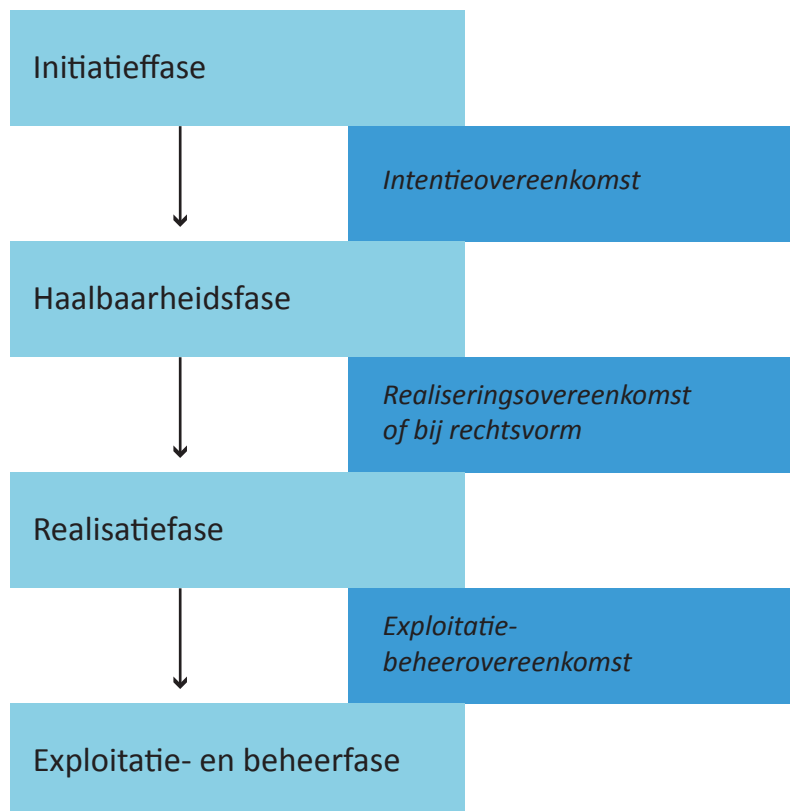 Initiatieffase
Intentieovereenkomst
Haalbaarheidsfase
Realiseringsovereenkomst
of bij rechtsvorm
Realisatiefase
Exploitatie-
beheerovereenkomst
Exploitatie- en beheerfase